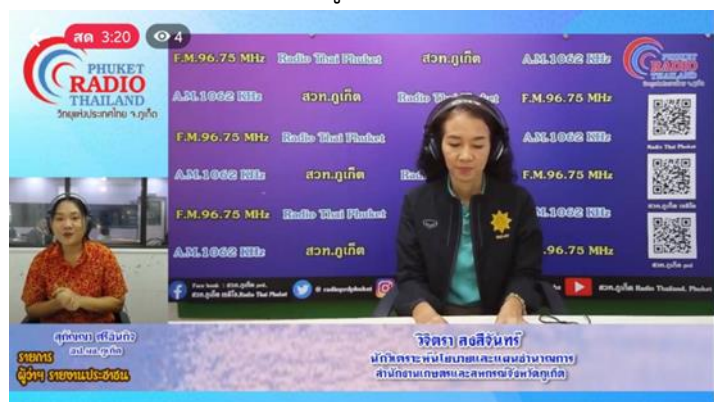 สด 3:20 4
PHUKET
RADIO
THAILAND
วิทยุแห่งประเทศไทย จ.ภูเก็ต
F.M.96.75 MHz Radio Thai Phuket สวท.ภูเก็ต A.M.1062 KHz
PHUKET
RADIO
THAILAND
A.M.1062 KHz สวท.ภูเก็ต Radio Thai Phuket F.M.96.75 MHz
Radio Thai Phuket
F.M.96.75 MHz Radio Thai Phuket A.M.1062 KHz
A.M.1062 KHz สวท.ภูเก็ต F.M.96.75 MHz
F.M.96.75 MHz Radio Thai Phuket A.M.1062 KHz
A.M.1062 KHz สวท.ภูเก็ต F.M.96.75 MHz
สวท.ภูเก็ต Radio Thailand, Phuket
รายการ
ผู้ว่าฯ รายงานประชาชน
วิจิตรา สงสีจันทร์
นักวิเคราะห์นโยบายและแผนชำนาญการ
สำนักงานเกษตรและสหกรณ์จังหวัดภูเก็ต